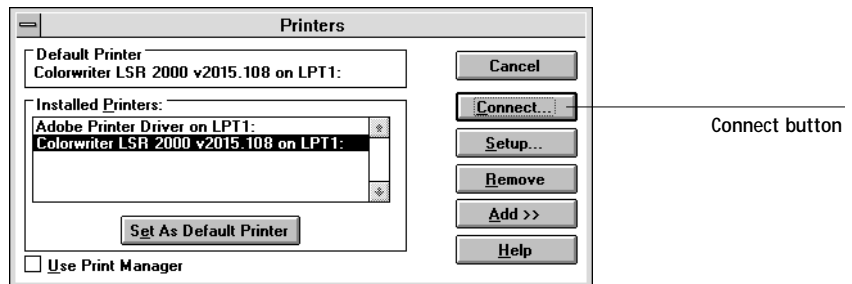 Printers
Default Printer
Colorwriter LSR 2000 v2015.108 on LPT1:
Cancel
Installed Printers:
Adobe Printer Driver on LPT1:
Colorwriter LSR 2000 v2015.108 on LPT1:
Connect...
Connect button
Setup...
Remove
Set As Default Printer
Add >>
Use Print Manager
Help